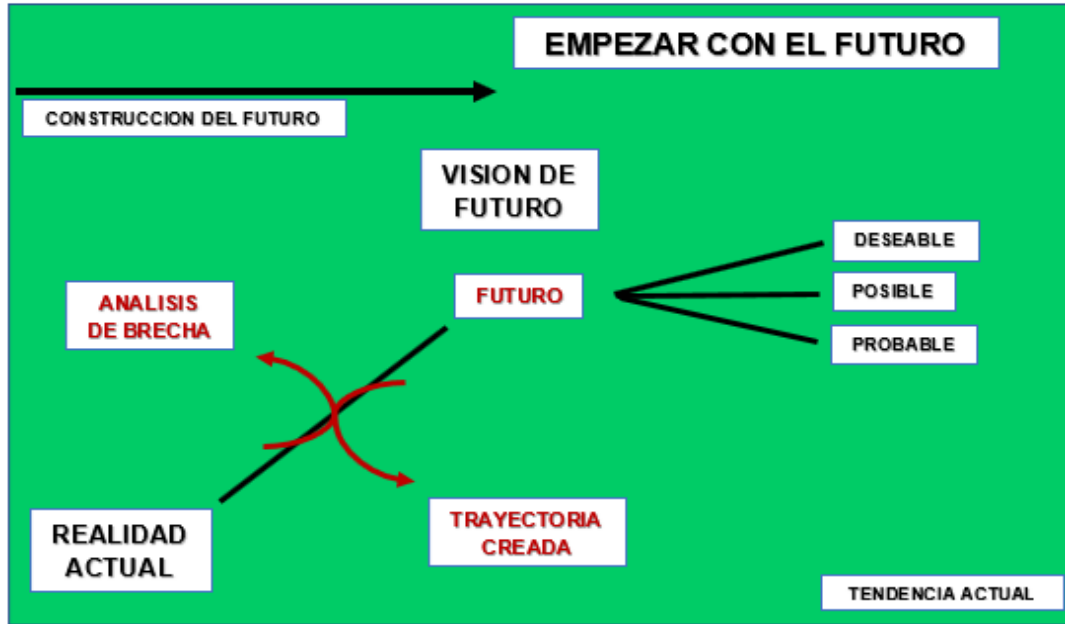 EMPEZAR CON EL FUTURO
CONSTRUCCION DEL FUTURO
VISION DE
FUTURO
DESEABLE
POSIBLE
PROBABLE
FUTURO
ANALISIS
DE BRECHA
TRAYECTORIA
CREADA
REALIDAD
ACTUAL
TENDENCIA ACTUAL